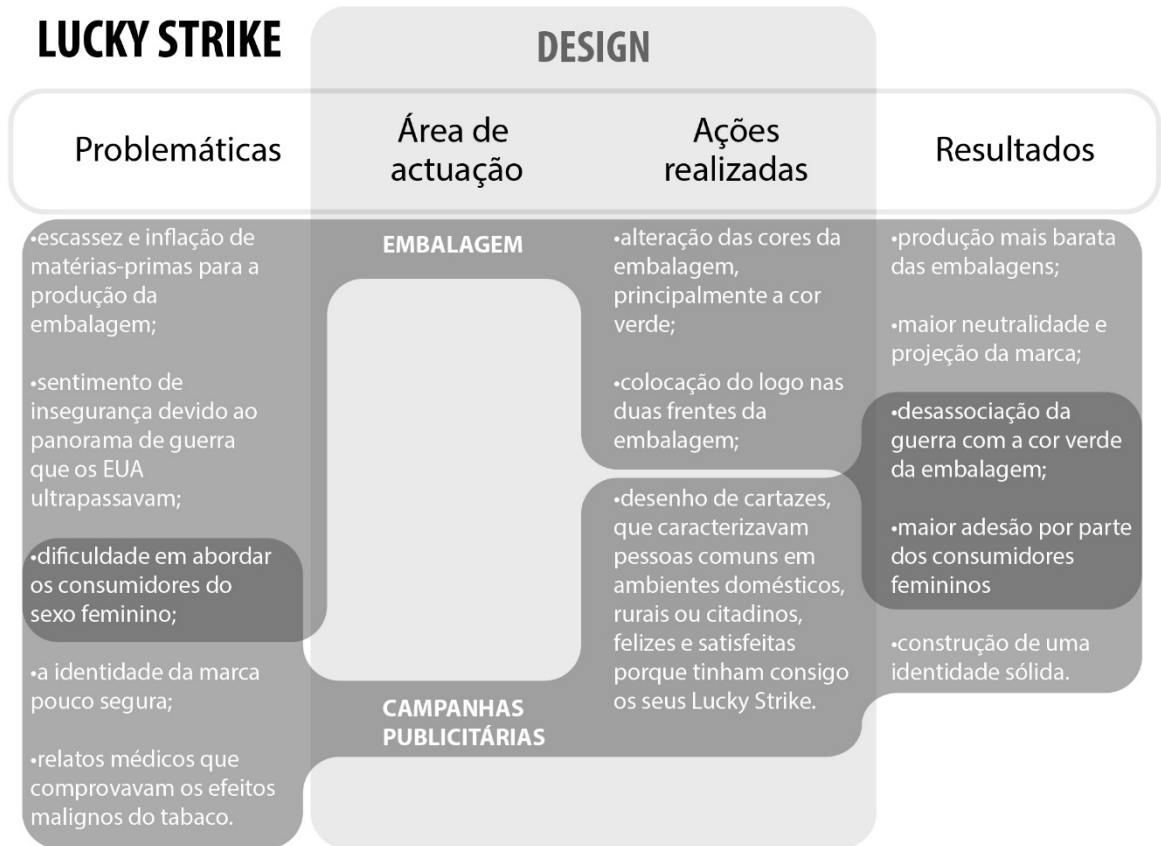 LUCKY STRIKE
DESIGN
Problemáticas
Área de
actuação
Ações
realizadas
Resultados
•escassez e inflação de
matérias-primas para a
produção da
embalagem;
•sentimento de
insegurança devido ao
panorama de guerra
que os EUA
ultrapassavam;
•dificuldade em abordar
os consumidores do
sexo feminino;
•a identidade da marca
pouco segura;
•relatos médicos que
comprovavam os efeitos
malignos do tabaco.
EMBALAGEM
CAMPANHAS
PUBLICITÁRIAS
•alteração das cores da
embalagem,
principalmente a cor
verde;
•colocação do logo nas
duas frentes da
embalagem;
•desenho de cartazes,
que caracterizavam
pessoas comuns em
ambientes domésticos,
rurais ou citadinos,
felizes e satisfeitas
porque tinham consigo
os seus Lucky Strike.
•produção mais barata
das embalagens;
•maior neutralidade e
projeção da marca;
•desassociação da
guerra com a cor verde
da embalagem;
•maior adesão por parte
dos consumidores
femininos
•construção de uma
identidade sólida.